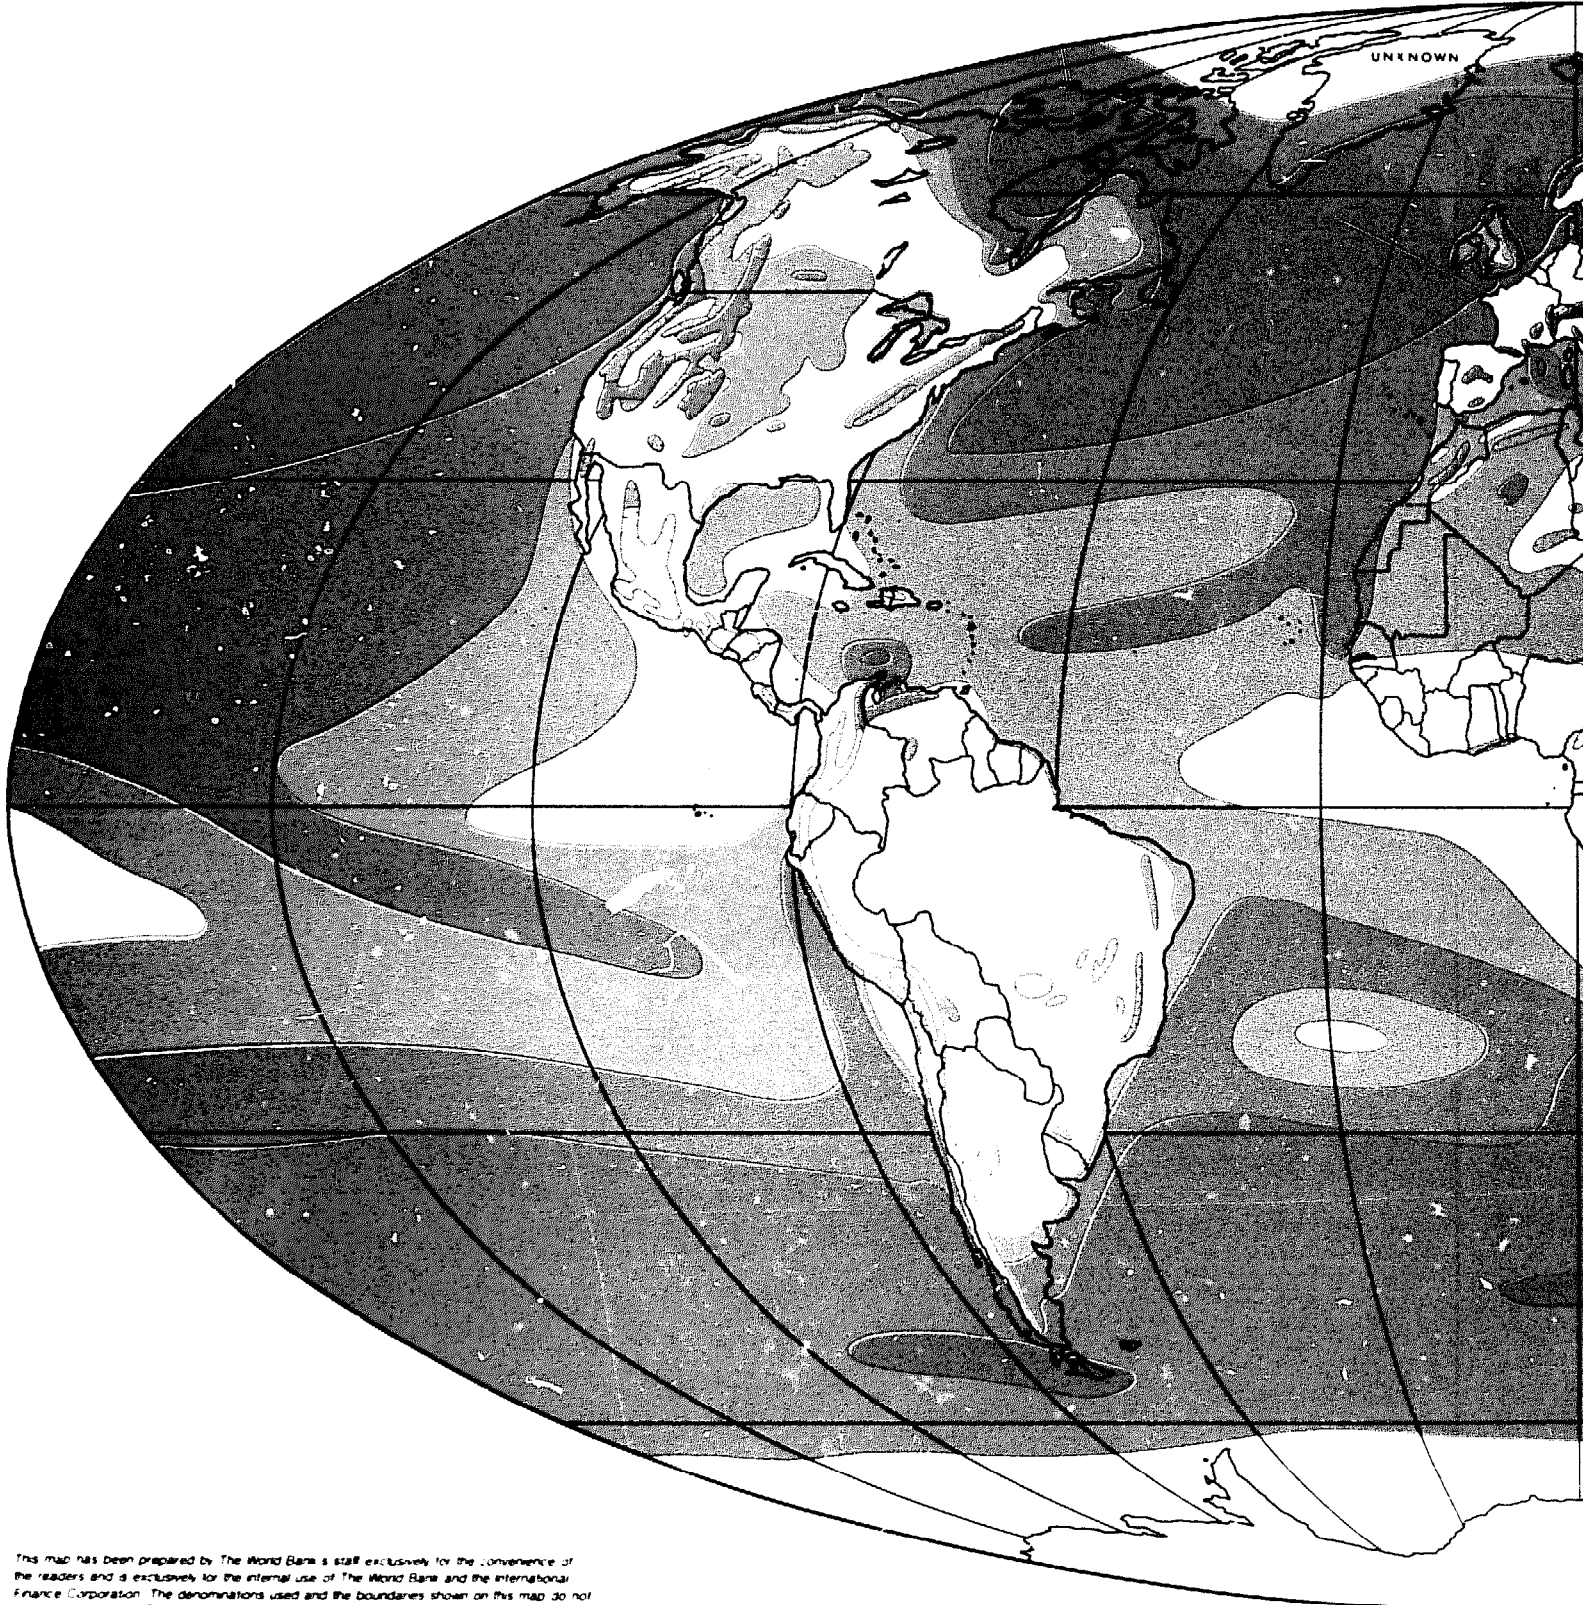 UNKNOWN
This map has been prepared by The World Bank's staff exclusively for the convenience of
the readers and is exclusively for the internal use of The World Bank and the International
Finance Corporation. The denominations used and the boundaries shown on this map do not